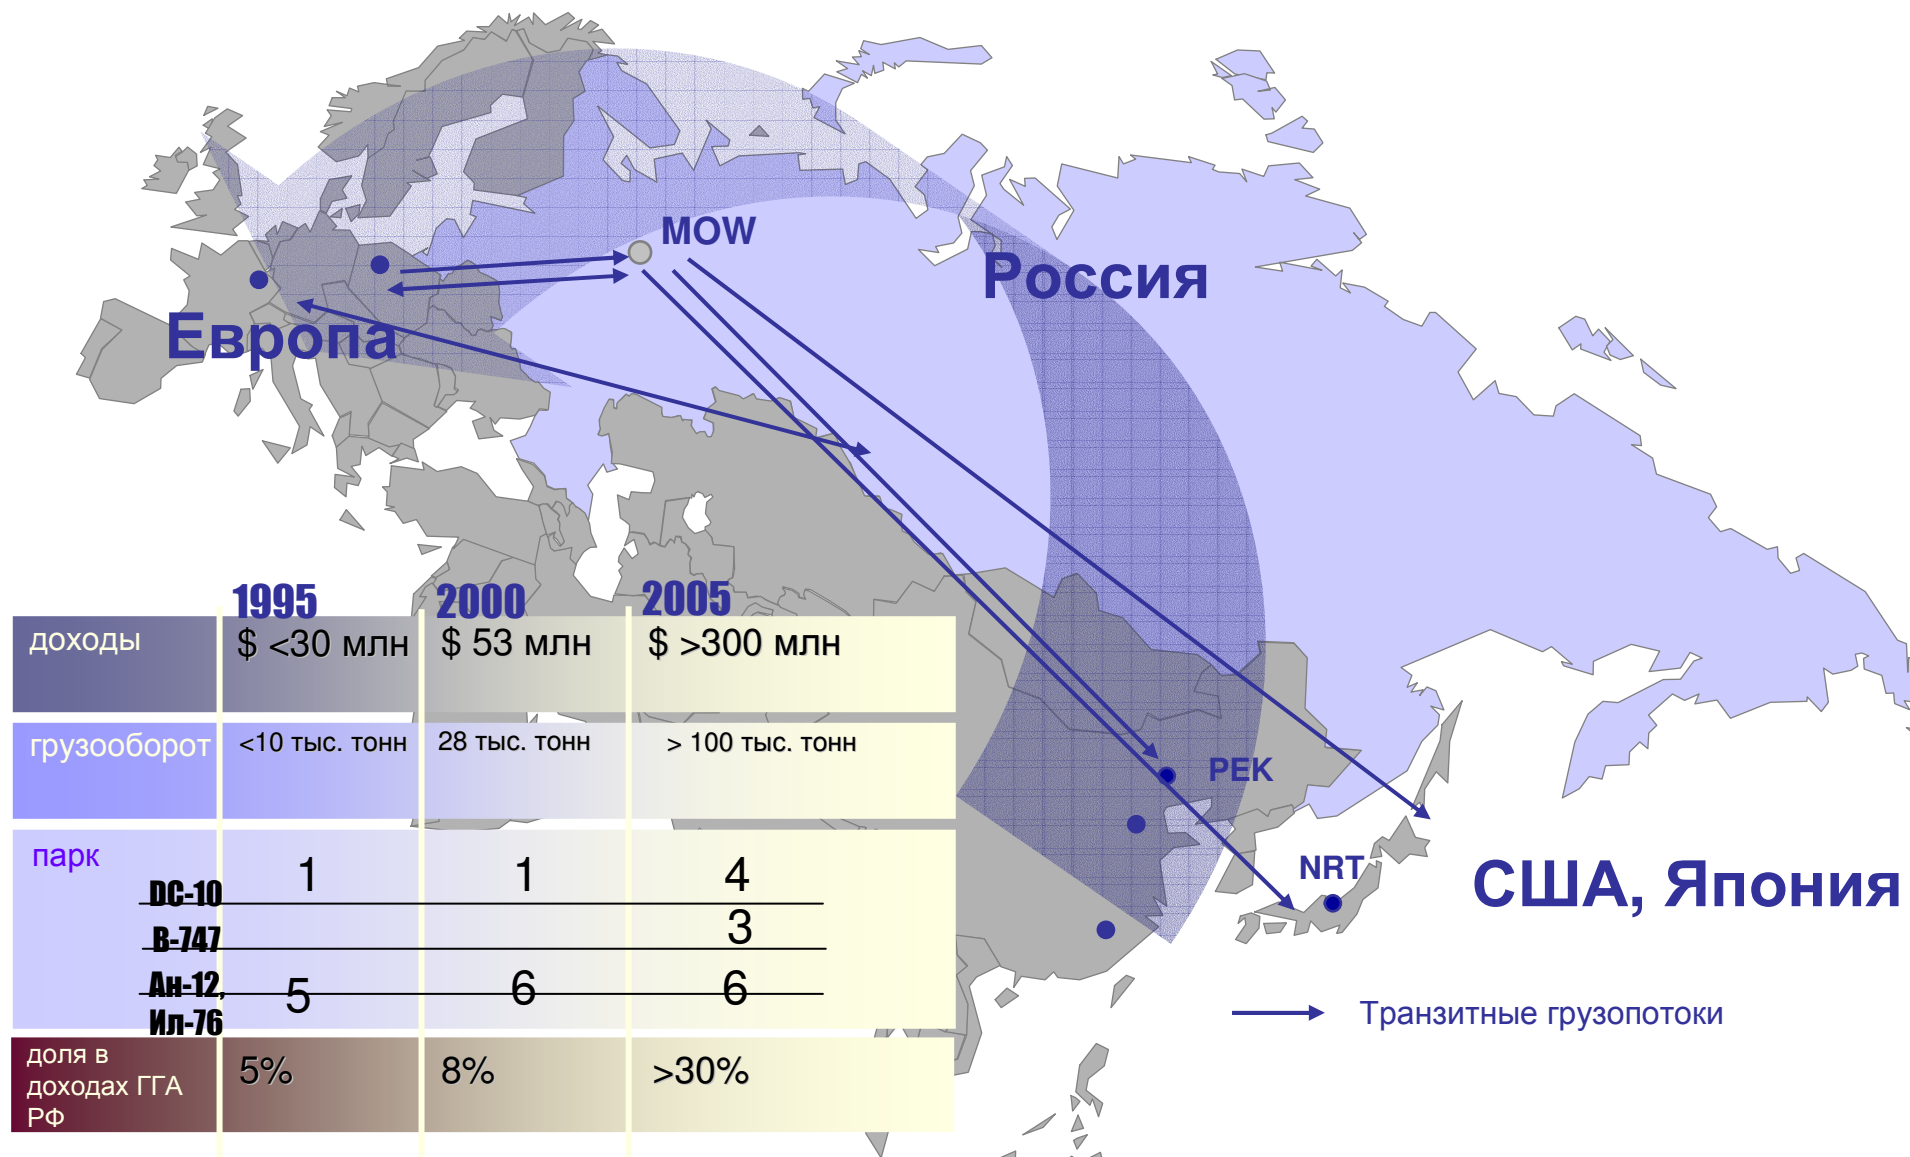 MOW
Россия
Европа
1995 2000 2005
доходы $ <30 млн $ 53 млн $ >300 млн
грузооборот <10 тыс. тонн 28 тыс. тонн > 100 тыс. тонн
PEK
парк
DC-10 1 1 4
B-747 3
Ан-12, 5 6 6
Ил-76
NRT
США, Япония
Транзитные грузопотоки
доля в
доходах ГГА 5% 8% >30%
РФ